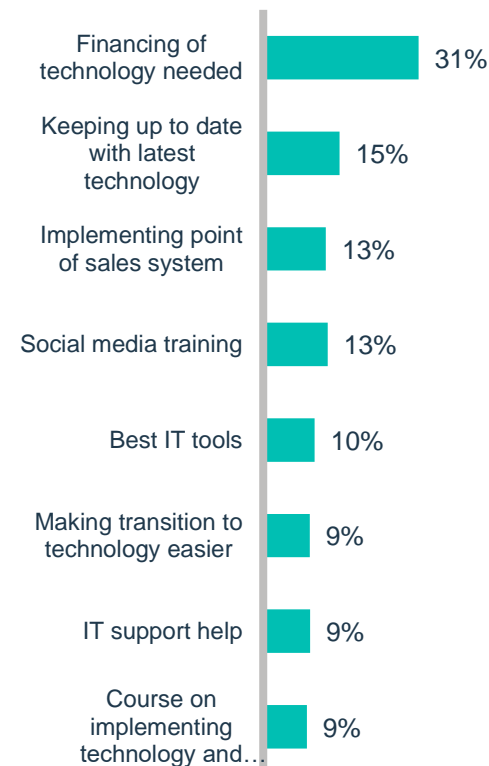 Financing of
technology needed
31%
Keeping up to date
with latest
technology
15%
Implementing point
of sales system
13%
Social media training
13%
Best IT tools
10%
Making transition to
technology easier
9%
IT support help
9%
Course on
implementing
technology and…
9%